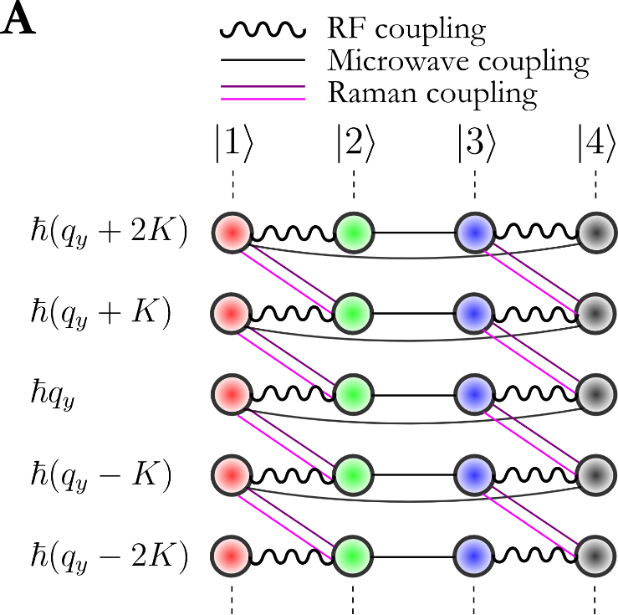 A
RF coupling
Microwave coupling
Raman coupling
|1⟩ |2⟩ |3⟩ |4⟩
ħ(q_y + 2K)
ħ(q_y + K)
ħq_y
ħ(q_y − K)
ħ(q_y − 2K)